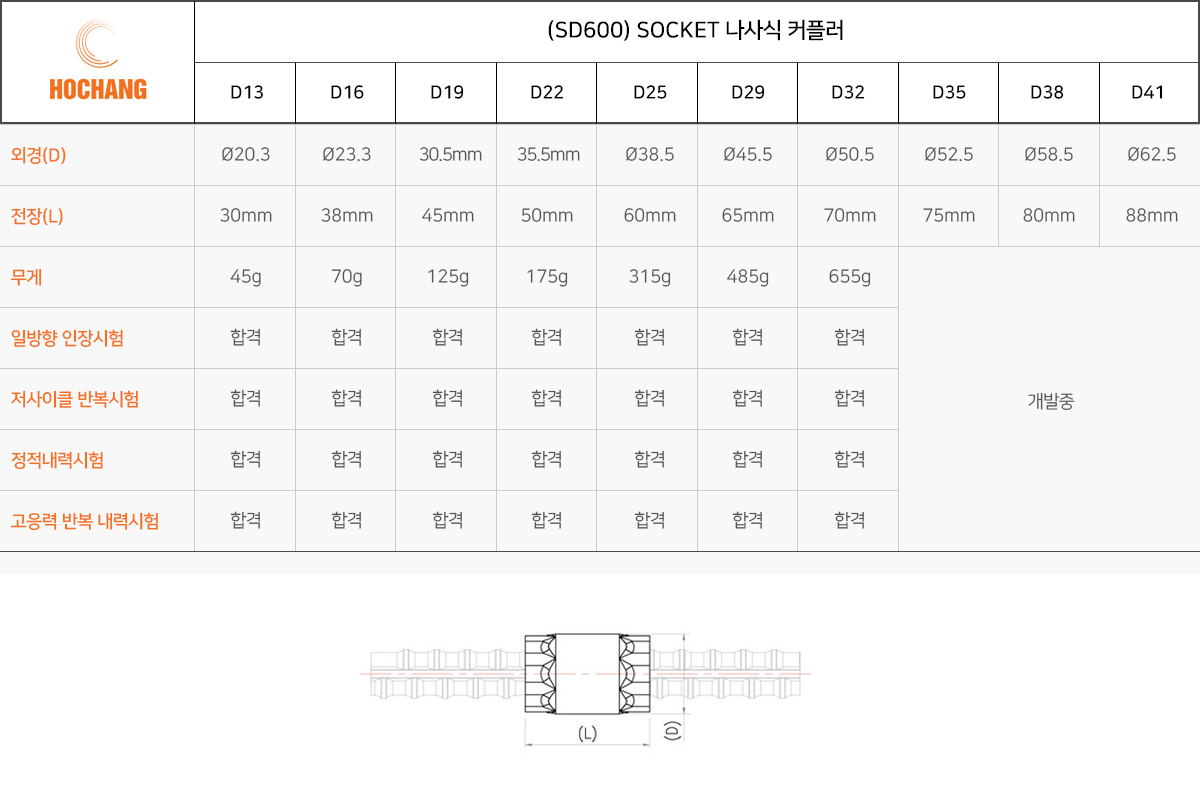 HOCHANG
(SD600) SOCKET 나사식 커플러
D13 D16 D19 D22 D25 D29 D32 D35 D38 D41
외경(D) Ø20.3 Ø23.3 30.5mm 35.5mm Ø38.5 Ø45.5 Ø50.5 Ø52.5 Ø58.5 Ø62.5
전장(L) 30mm 38mm 45mm 50mm 60mm 65mm 70mm 75mm 80mm 88mm
무게 45g 70g 125g 175g 315g 485g 655g
일방향 인장시험 합격 합격 합격 합격 합격 합격 합격
저사이클 반복시험 합격 합격 합격 합격 합격 합격 합격
개발중
정적내력시험 합격 합격 합격 합격 합격 합격 합격
고응력 반복 내력시험 합격 합격 합격 합격 합격 합격 합격
(L)
(D)